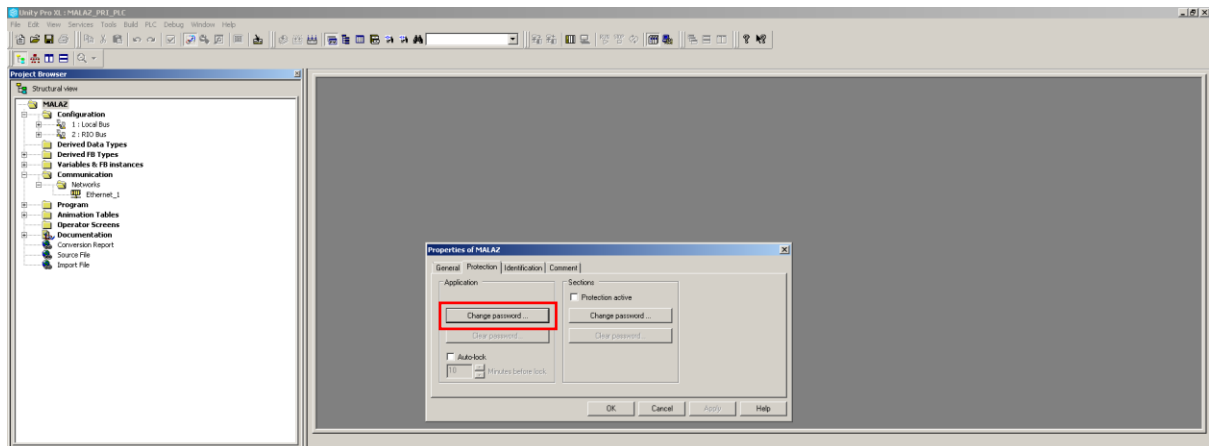 Unity Pro XL : MALAZ_PRI_PLC
File Edit View Services Tools Build PLC Debug Window Help
Project Browser
Structural view
MALAZ
Configuration
1 : Local Bus
2 : RIO Bus
Derived Data Types
Derived FB Types
Variables & FB instances
Communication
Networks
Ethernet_1
Program
Animation Tables
Operator Screens
Documentation
Conversion Report
Source File
Import File
Properties of MALAZ
General Protection Identification Comment
Application
Change password ...
Clear password...
Auto-lock
10 Minutes before lock
Sections
Protection active
Change password ...
Clear password...
OK Cancel Apply Help